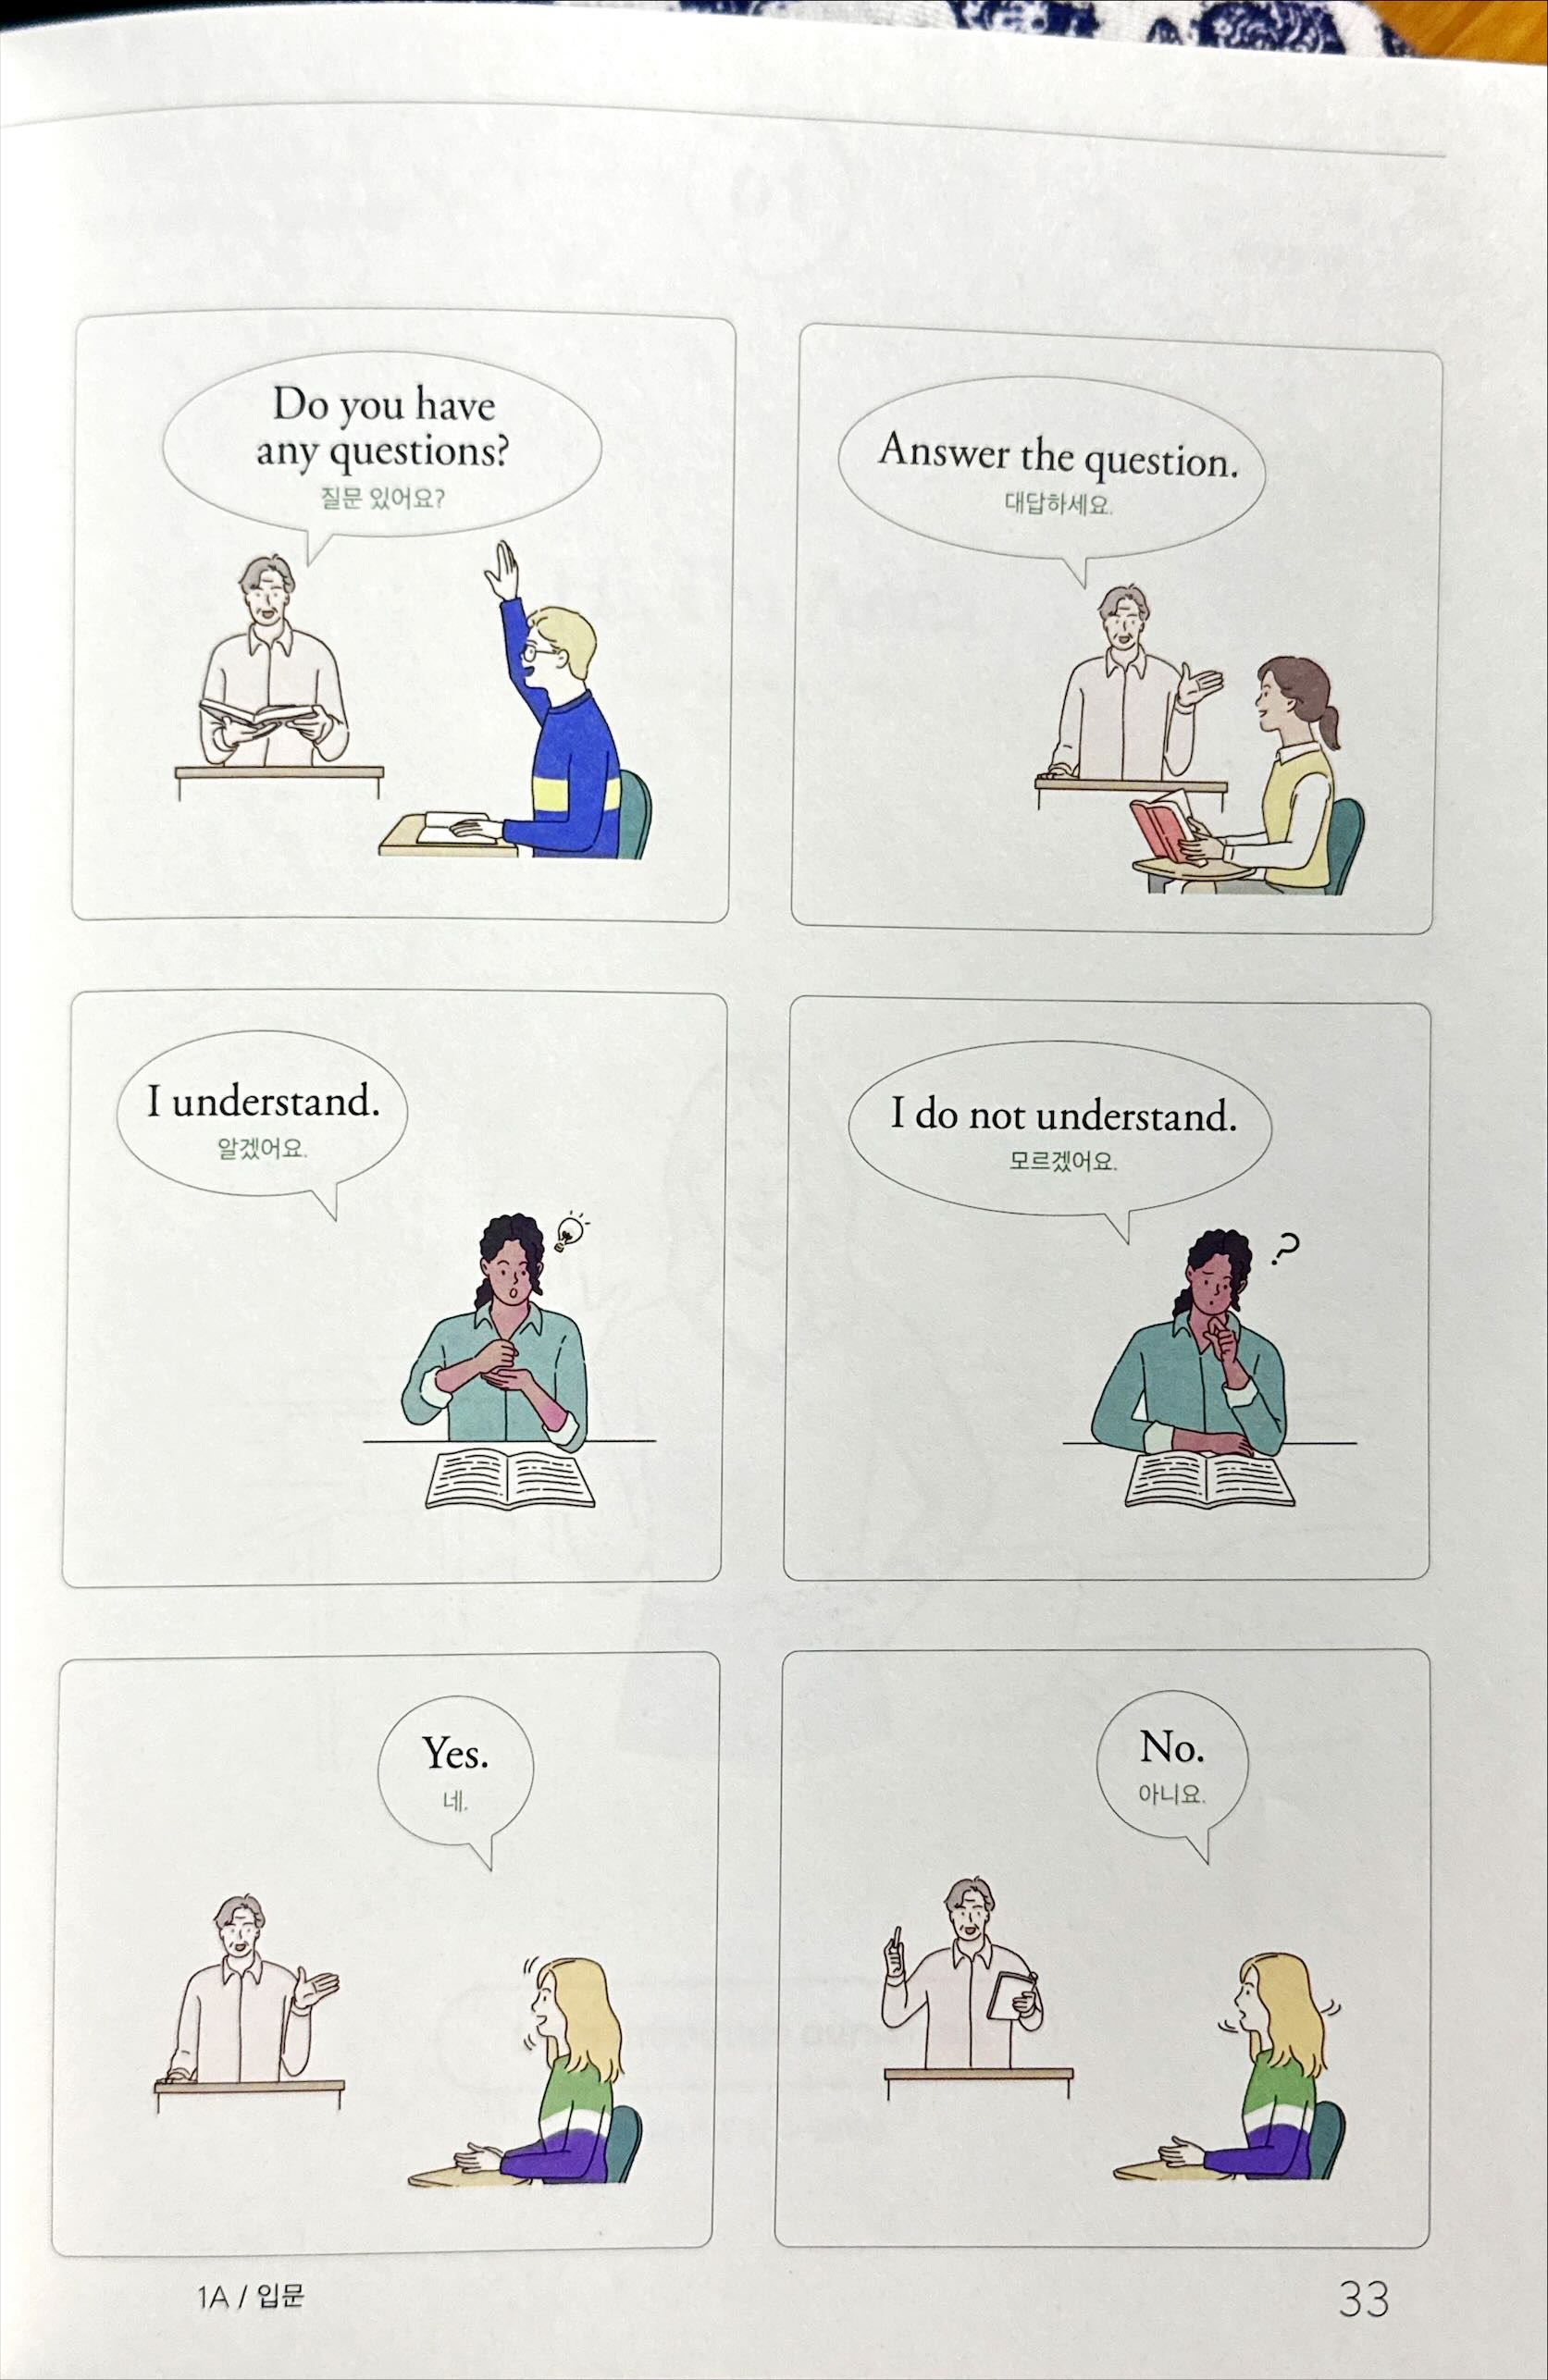 Do you have
any questions?
질문 있어요?
Answer the question.
대답하세요.
I understand.
알겠어요.
?
I do not understand.
모르겠어요.
Yes.
네.
No.
아니요.
1A / 입문
33